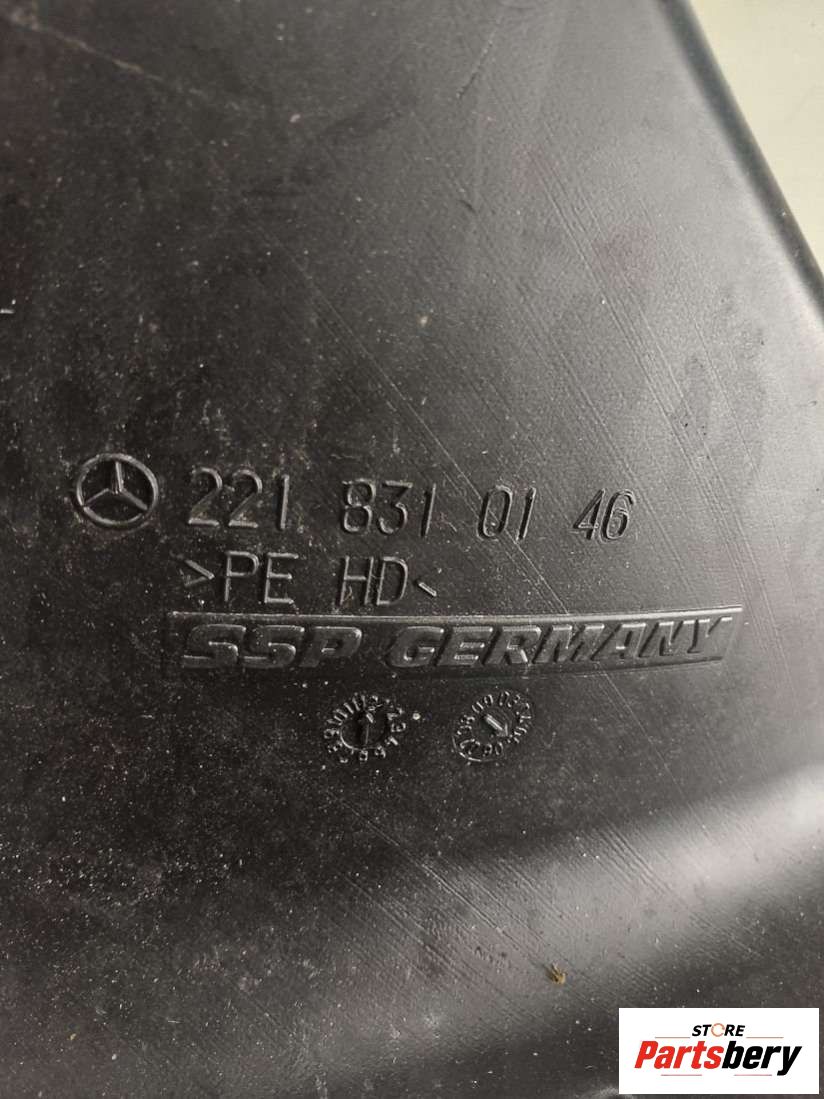 221 831 01 46
>PE HD<
SSP GERMANY
STORE
Partsbery